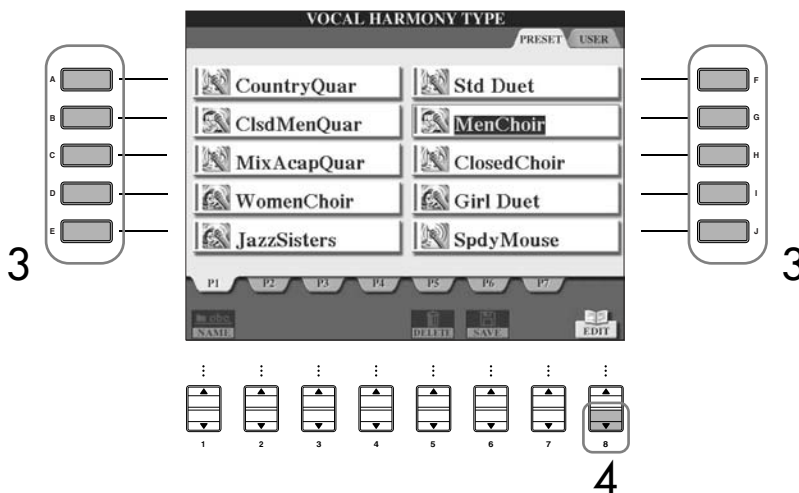 VOCAL HARMONY TYPE
PRESET USER
A CountryQuar Std Duet F
B ClsdMenQuar MenChoir G
C MixAcapQuar ClosedChoir H
D WomenChoir Girl Duet I
E JazzSisters SpdyMouse J
3 3
P1 P2 P3 P4 P5 P6 P7
abc
NAME DELETE SAVE EDIT
1 2 3 4 5 6 7 8
4